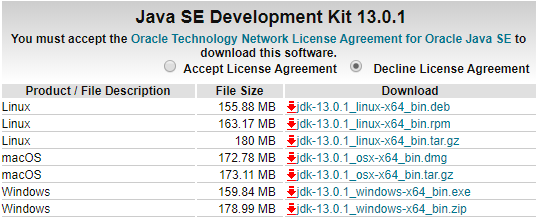 Java SE Development Kit 13.0.1
You must accept the Oracle Technology Network License Agreement for Oracle Java SE to
download this software.
Accept License Agreement Decline License Agreement
Product / File Description File Size Download
Linux 155.88 MB jdk-13.0.1_linux-x64_bin.deb
Linux 163.17 MB jdk-13.0.1_linux-x64_bin.rpm
Linux 180 MB jdk-13.0.1_linux-x64_bin.tar.gz
macOS 172.78 MB jdk-13.0.1_osx-x64_bin.dmg
macOS 173.11 MB jdk-13.0.1_osx-x64_bin.tar.gz
Windows 159.84 MB jdk-13.0.1_windows-x64_bin.exe
Windows 178.99 MB jdk-13.0.1_windows-x64_bin.zip